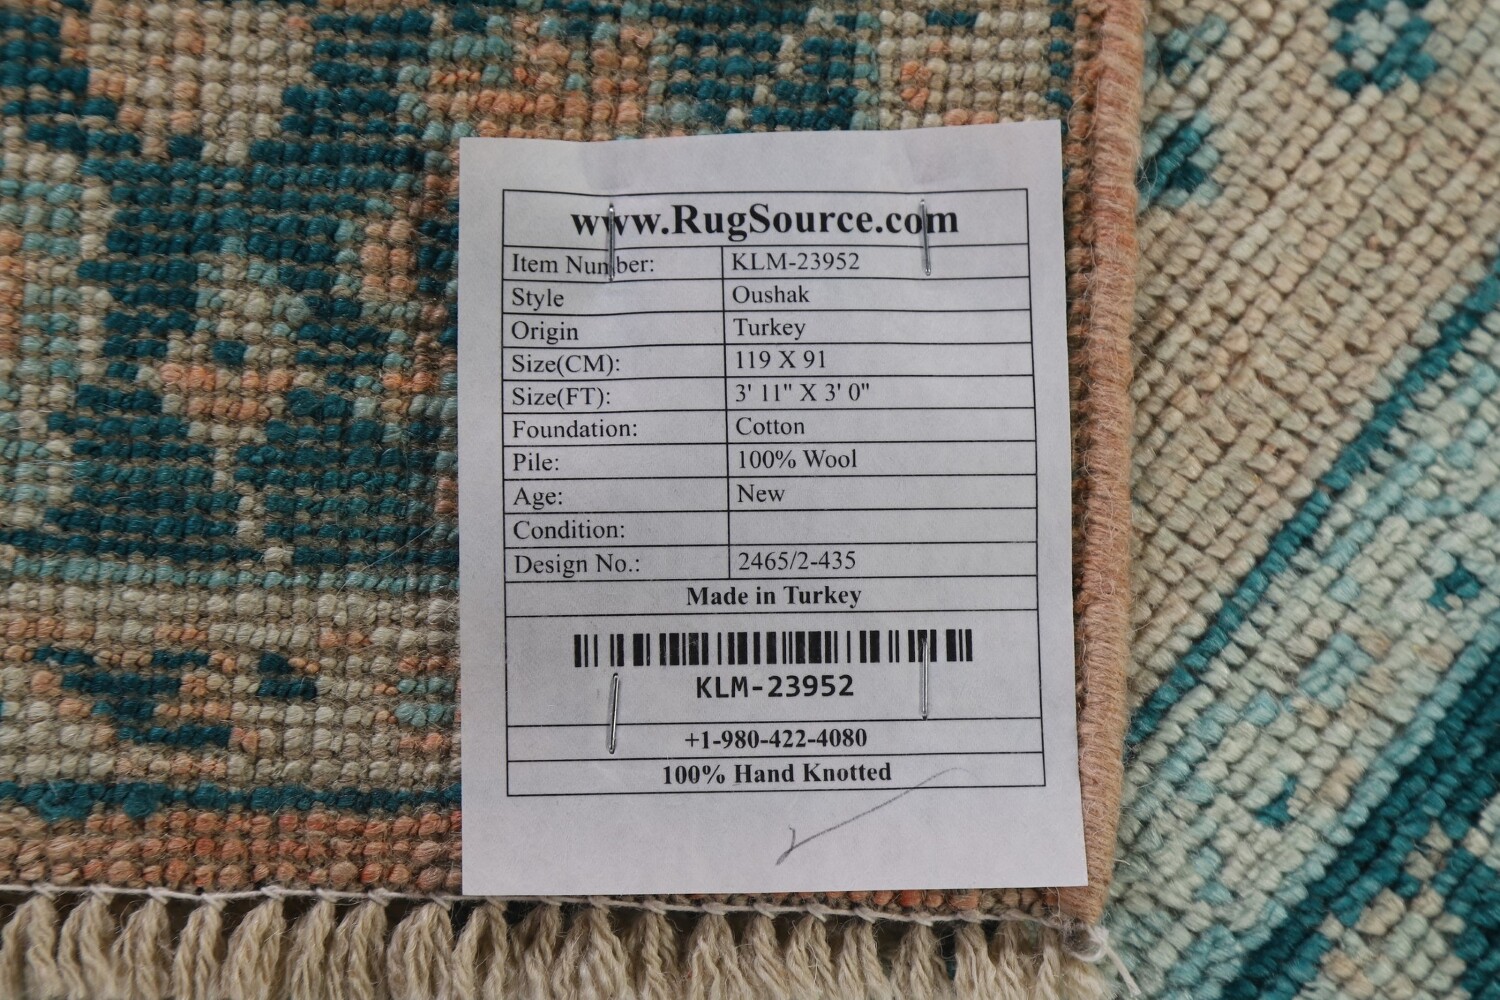 www.RugSource.com
Item Number: KLM-23952
Style Oushak
Origin Turkey
Size(CM): 119 X 91
Size(FT): 3' 11" X 3' 0"
Foundation: Cotton
Pile: 100% Wool
Age: New
Condition:
Design No.: 2465/2-435
Made in Turkey
KLM-23952
+1-980-422-4080
100% Hand Knotted